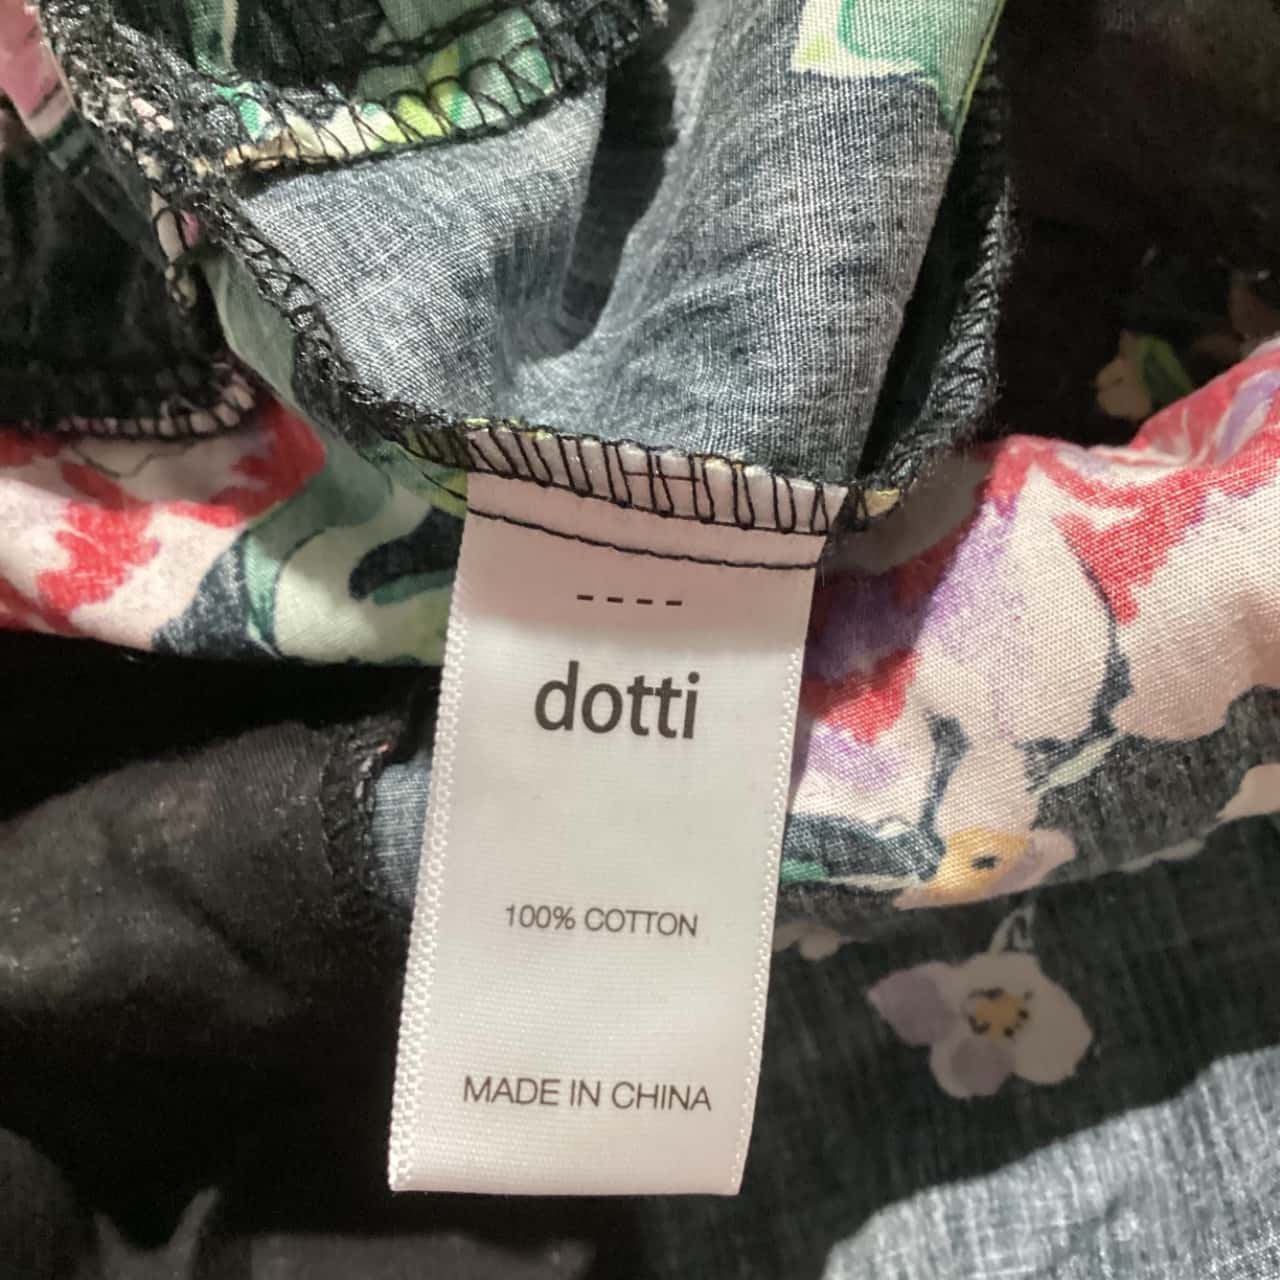 ----
dotti
100% COTTON
MADE IN CHINA